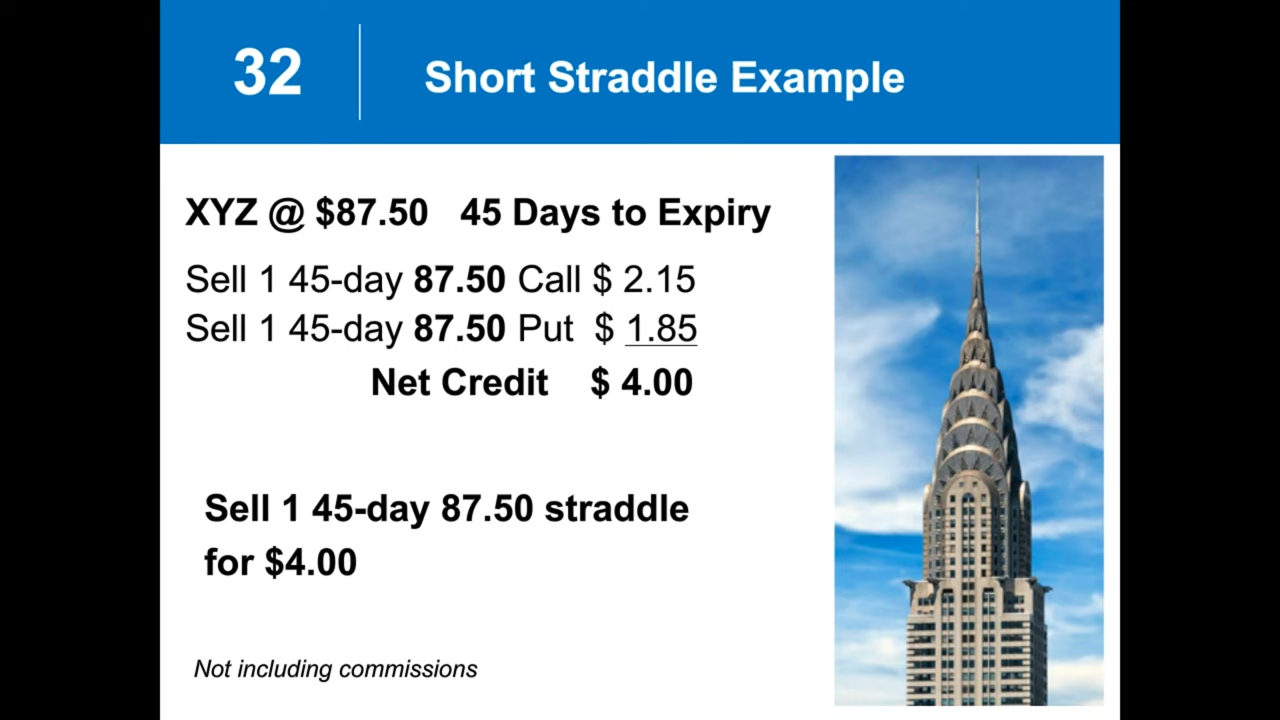 32
Short Straddle Example
XYZ @ $87.50 45 Days to Expiry
Sell 1 45-day 87.50 Call $ 2.15
Sell 1 45-day 87.50 Put $ 1.85
Net Credit $ 4.00
Sell 1 45-day 87.50 straddle
for $4.00
Not including commissions